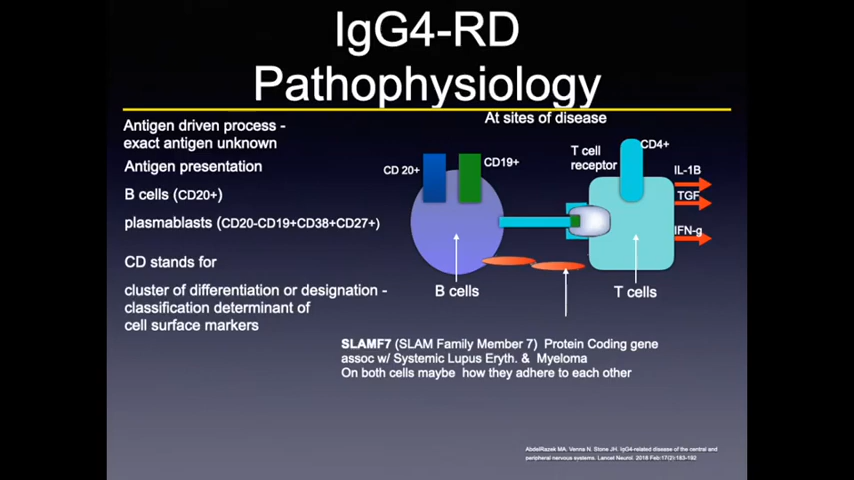 IgG4-RD
Pathophysiology
Antigen driven process -
exact antigen unknown
Antigen presentation
B cells (CD20+)
plasmablasts (CD20-CD19+CD38+CD27+)
CD stands for
cluster of differentiation or designation -
classification determinant of
cell surface markers
At sites of disease
CD 20+
CD19+
T cell
receptor
CD4+
IL-1B
TGF
IFN-g
B cells
T cells
SLAMF7 (SLAM Family Member 7) Protein Coding gene
assoc w/ Systemic Lupus Eryth. & Myeloma
On both cells maybe how they adhere to each other
AbdelRazek MA. Venna N. Stone JH. IgG4-related disease of the central and
peripheral nervous systems. Lancet Neurol. 2018 Feb:17(2):183-192